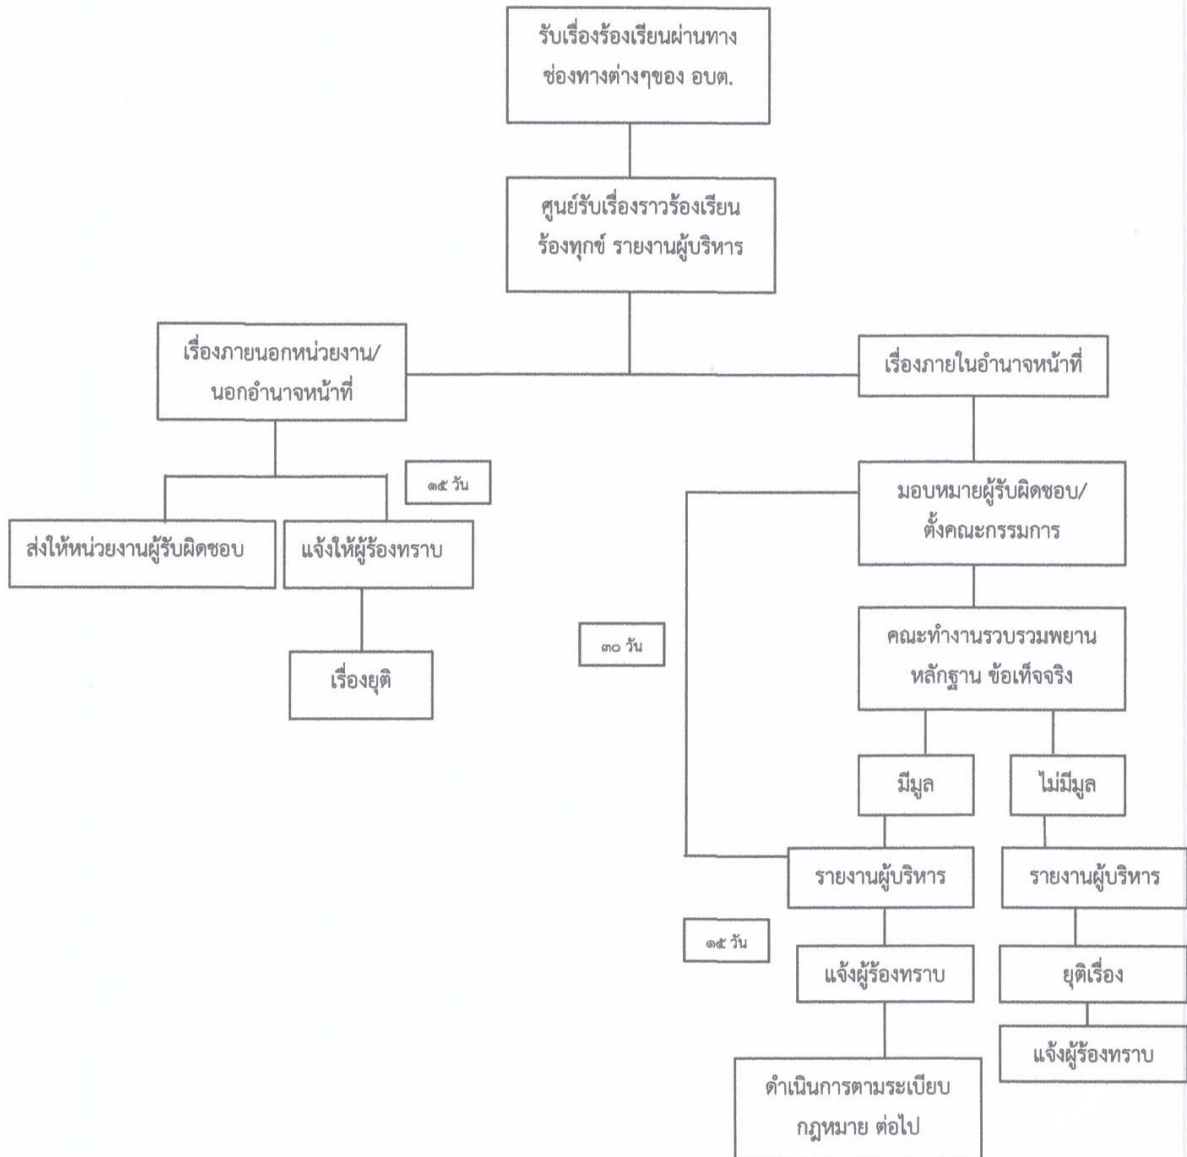 รับเรื่องร้องเรียนผ่านทาง
ช่องทางต่างๆของ อบต.
ศูนย์รับเรื่องราวร้องเรียน
ร้องทุกข์ รายงานผู้บริหาร
เรื่องภายนอกหน่วยงาน/
นอกอำนาจหน้าที่
เรื่องภายในอำนาจหน้าที่
๑๕ วัน
ส่งให้หน่วยงานผู้รับผิดชอบ
แจ้งให้ผู้ร้องทราบ
เรื่องยุติ
มอบหมายผู้รับผิดชอบ/
ตั้งคณะกรรมการ
๓๐ วัน
คณะทำงานรวบรวมพยาน
หลักฐาน ข้อเท็จจริง
มีมูล
ไม่มีมูล
รายงานผู้บริหาร
รายงานผู้บริหาร
๑๕ วัน
แจ้งผู้ร้องทราบ
ยุติเรื่อง
แจ้งผู้ร้องทราบ
ดำเนินการตามระเบียบ
กฎหมาย ต่อไป